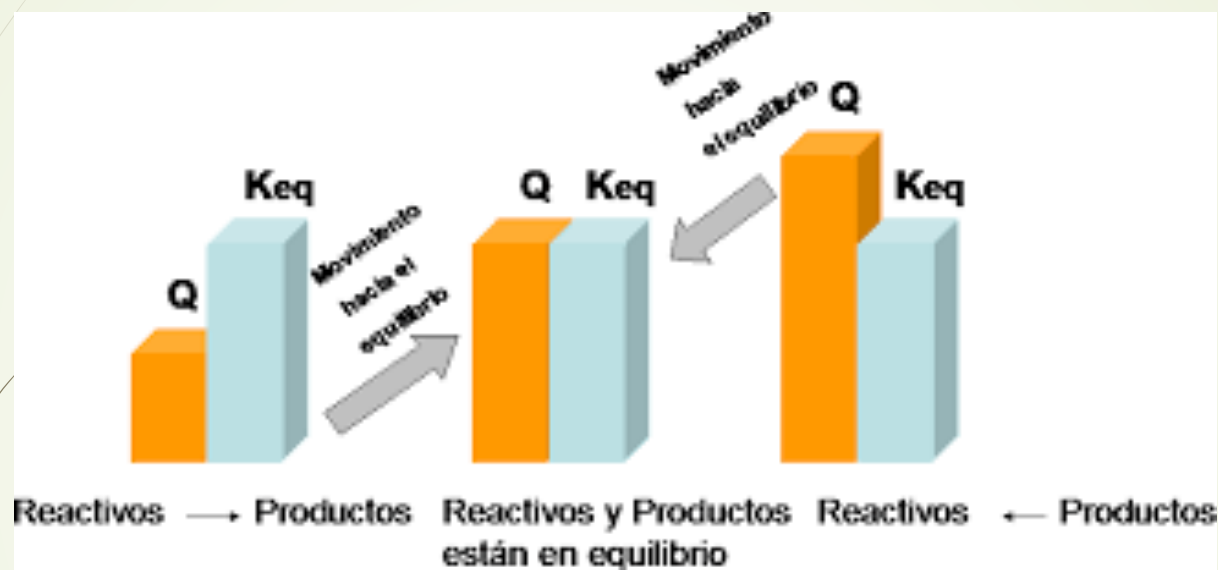 Q
Keq
Movimiento
hacia el
equilibrio
Q
Keq
Movimiento
hacia
el equilibrio
Q
Keq
Reactivos → Productos
Reactivos y Productos
están en equilibrio
Reactivos ← Productos